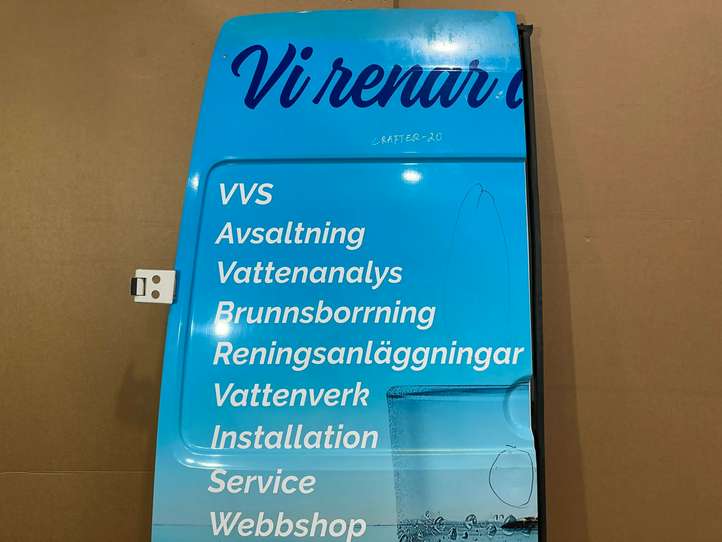 Vi renar
CRAFTER-20
VVS
Avsaltning
Vattenanalys
Brunnsborrning
Reningsanläggningar
Vattenverk
Installation
Service
Webbshop